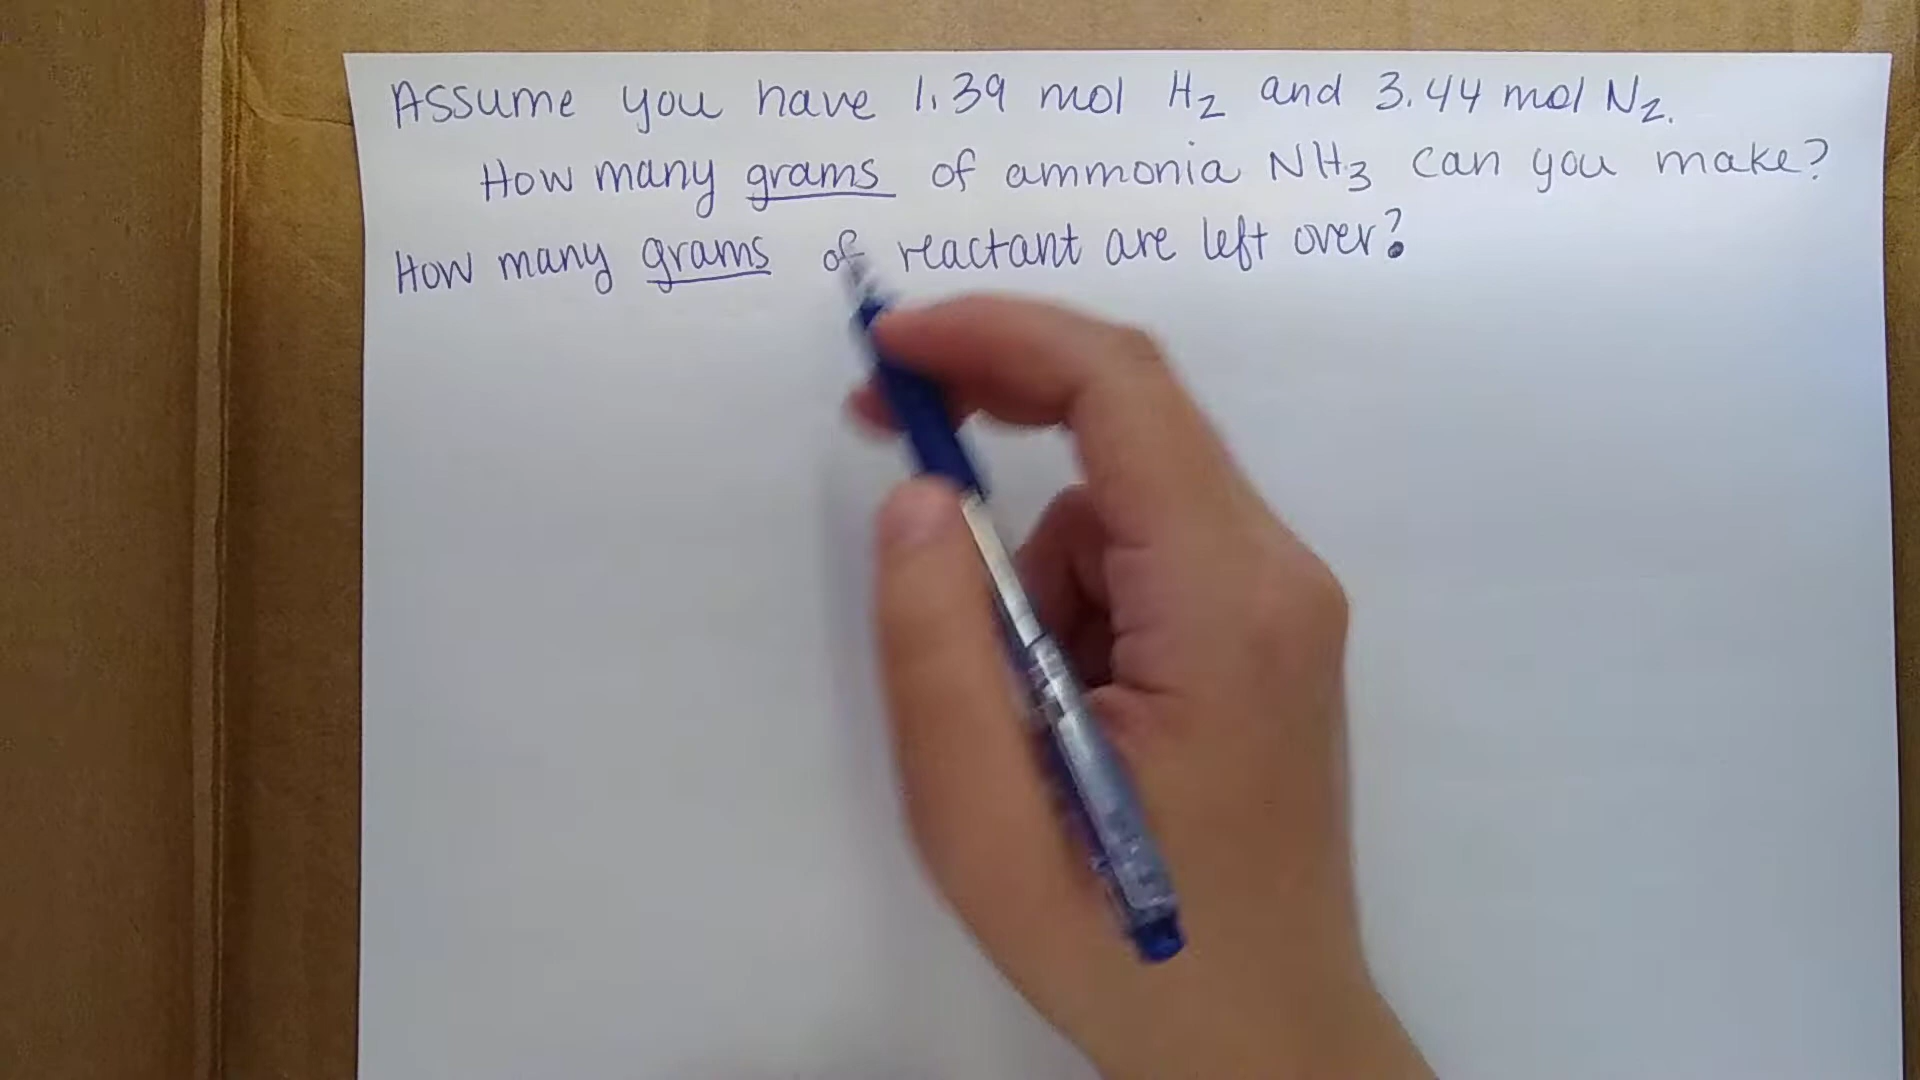 Assume you have 1.39 mol H2 and 3.44 mol N2.
How many grams of ammonia NH3 can you make?
How many grams of reactant are left over?